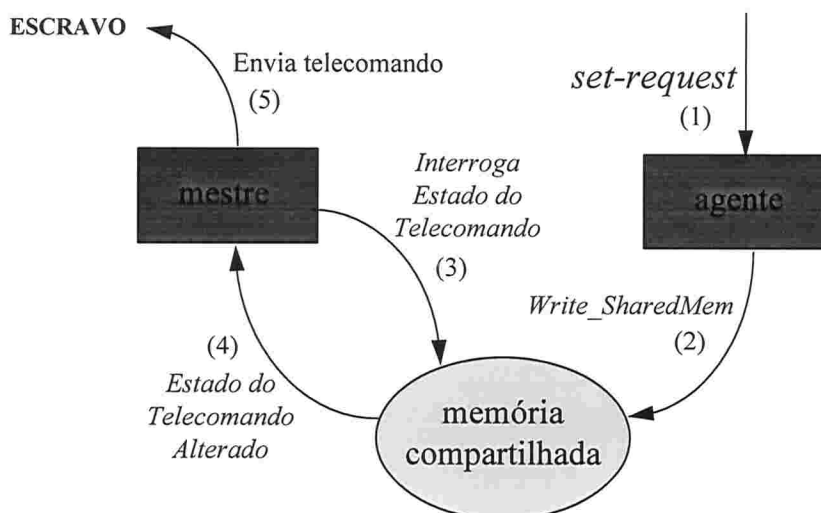 ESCRAVO
Envia telecomando
(5)
set-request
(1)
mestre
Interroga
Estado do
Telecomando
(3)
agente
Write_SharedMem
(2)
(4)
Estado do
Telecomando
Alterado
memória
compartilhada